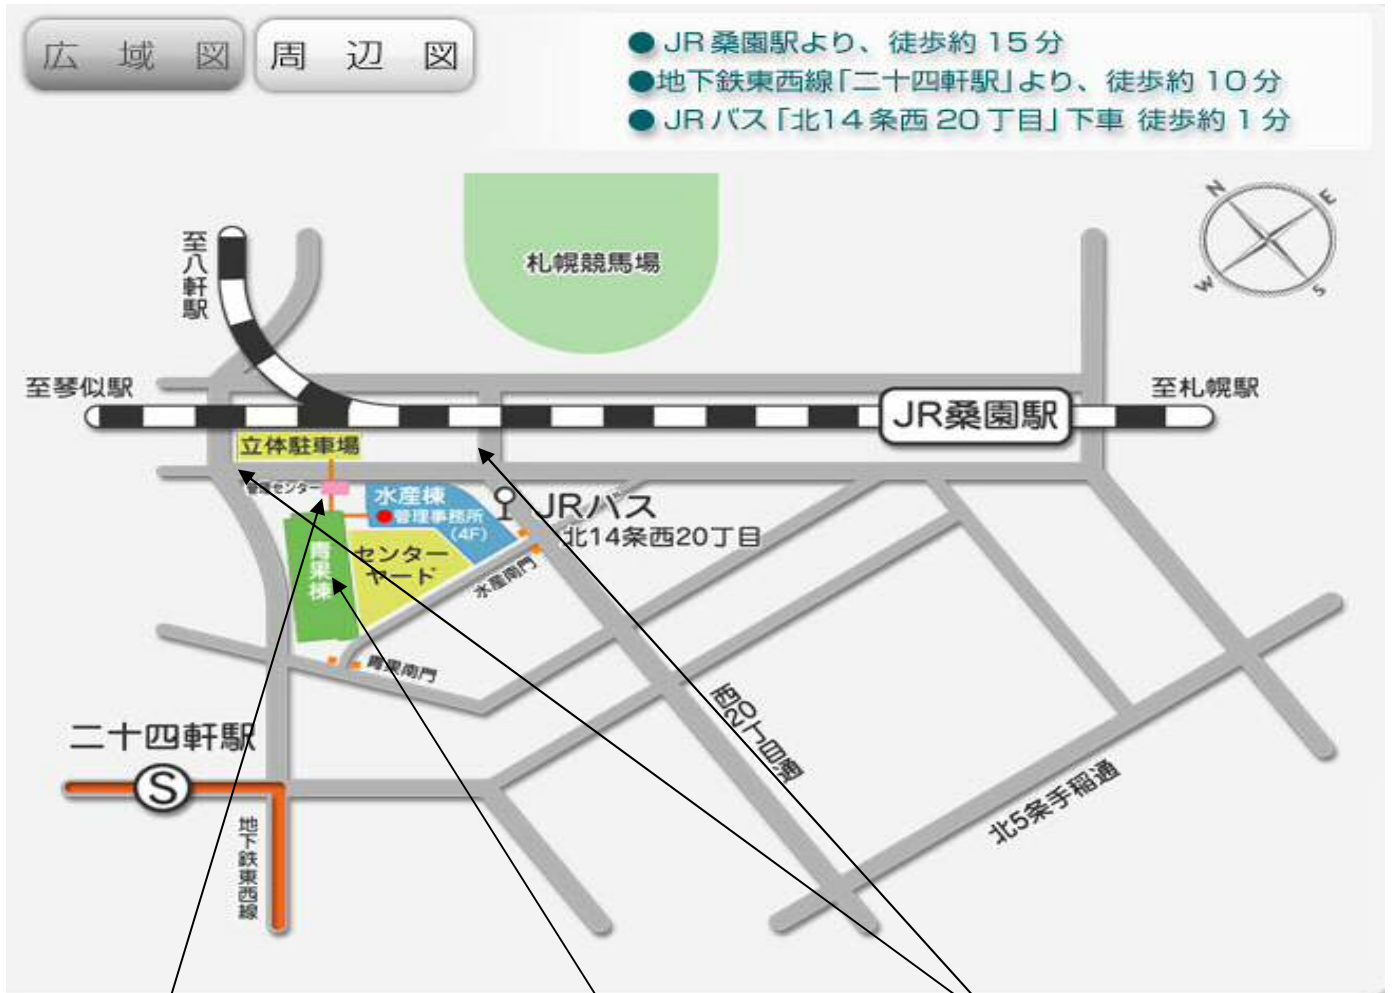 広域図
周辺図
● JR桑園駅より、徒歩約15分
●地下鉄東西線「二十四軒駅」より、徒歩約10分
● JRバス「北14条西20丁目」下車 徒歩約1分
N
E
W
S
至八軒駅
札幌競馬場
至琴似駅
JR桑園駅
至札幌駅
立体駐車場
管理センター
水産棟
管理事務所
(4F)
JRバス
北14条西20丁目
青果棟
センター
ヤード
水産南門
青果南門
西20丁目通
二十四軒駅
S
北5条手稲通
地下鉄東西線